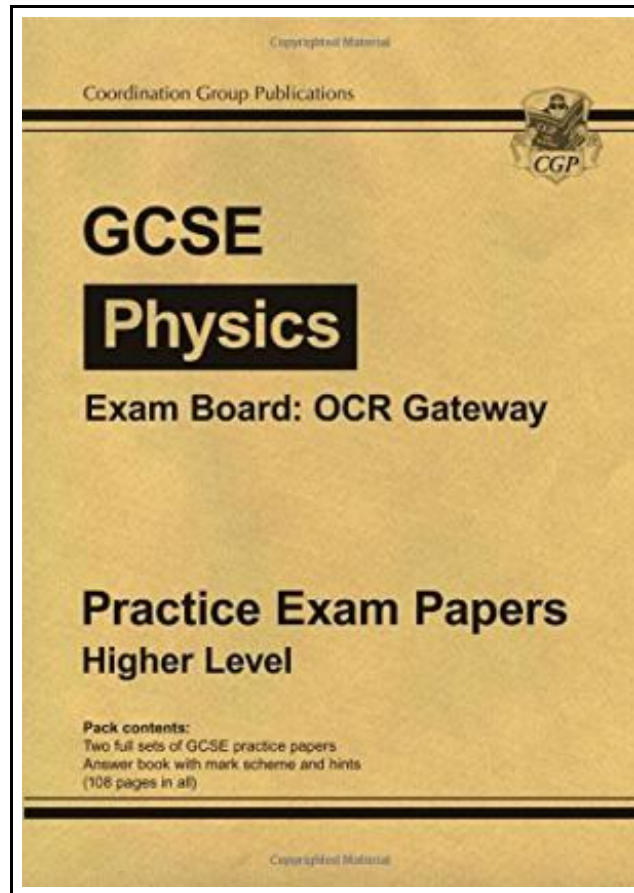 Copyrighted Material
Coordination Group Publications
CGP
GCSE
Physics
Exam Board: OCR Gateway
Practice Exam Papers
Higher Level
Pack contents:
Two full sets of GCSE practice papers
Answer book with mark scheme and hints
(108 pages in all)
Copyrighted Material